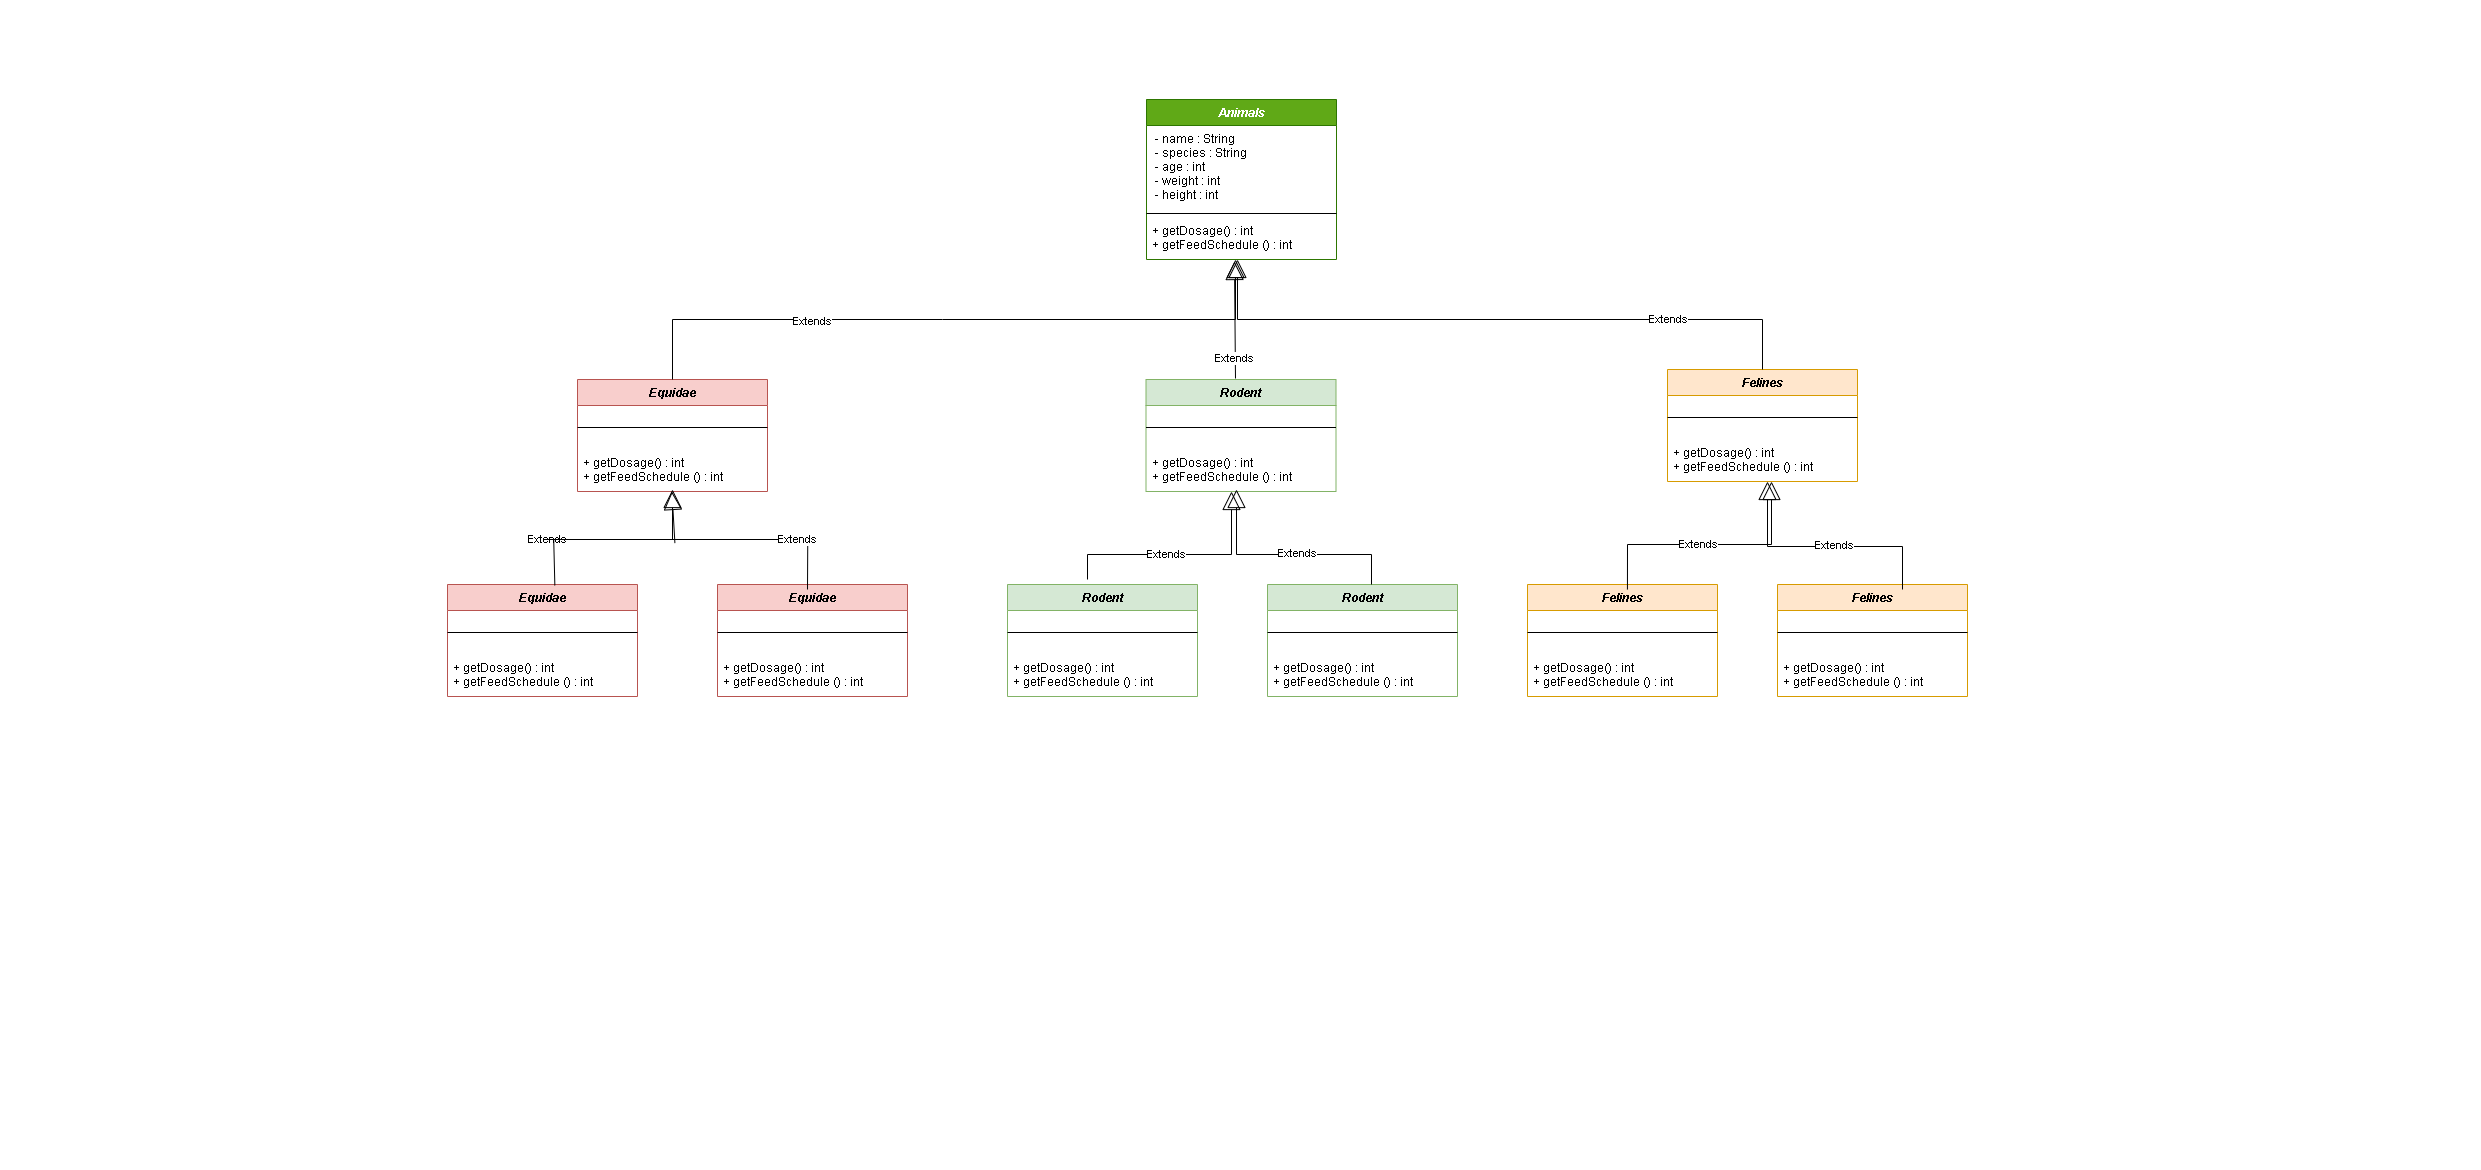 Animals
- name : String
- species : String
- age : int
- weight : int
- height : int
+ getDosage() : int
+ getFeedSchedule () : int
Extends
Extends
Extends
Equidae
+ getDosage() : int
+ getFeedSchedule () : int
Rodent
+ getDosage() : int
+ getFeedSchedule () : int
Felines
+ getDosage() : int
+ getFeedSchedule () : int
Extends
Extends
Extends
Extends
Extends
Extends
Equidae
+ getDosage() : int
+ getFeedSchedule () : int
Equidae
+ getDosage() : int
+ getFeedSchedule () : int
Rodent
+ getDosage() : int
+ getFeedSchedule () : int
Rodent
+ getDosage() : int
+ getFeedSchedule () : int
Felines
+ getDosage() : int
+ getFeedSchedule () : int
Felines
+ getDosage() : int
+ getFeedSchedule () : int